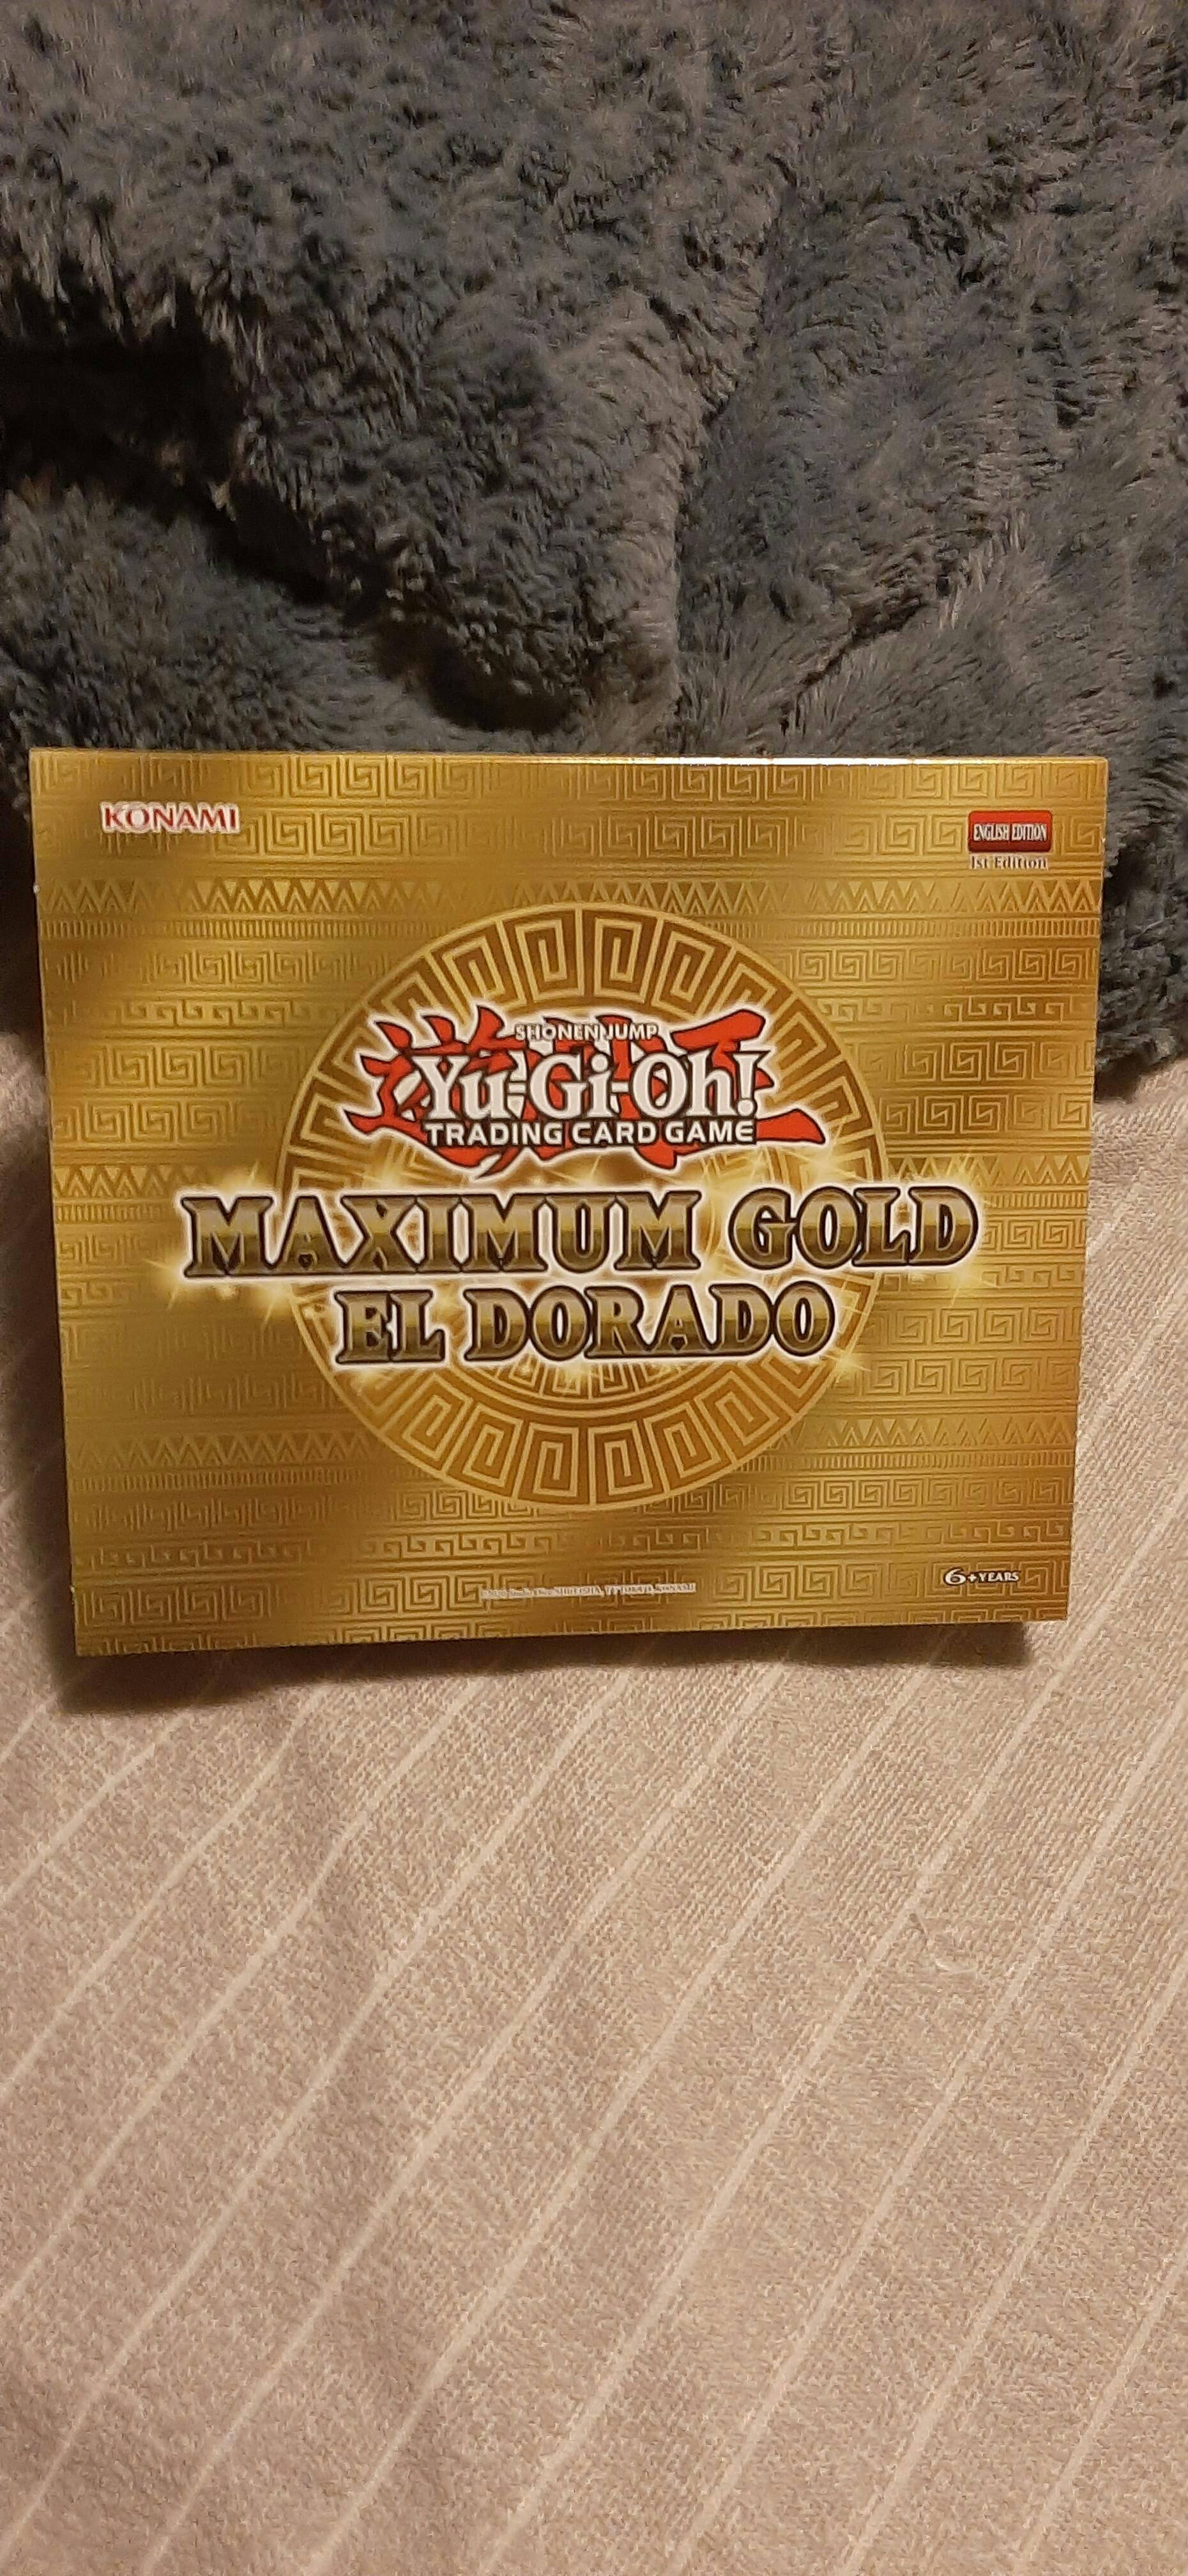 KONAMI
ENGLISH EDITION
1st Edition
SHONEN JUMP
Yu-Gi-Oh!
TRADING CARD GAME
MAXIMUM GOLD
EL DORADO
6+YEARS